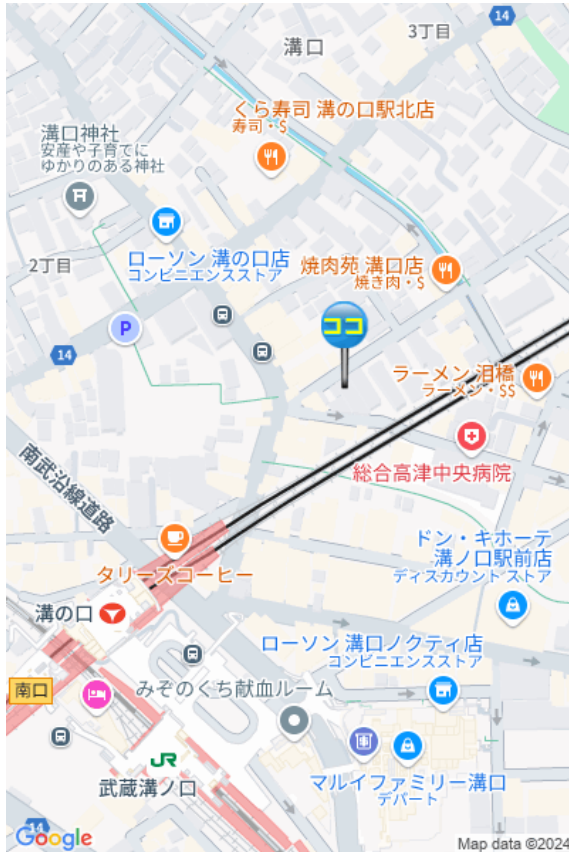 14
3丁目
溝口
くら寿司 溝の口駅北店
寿司・$
溝口神社
安産や子育てに
ゆかりのある神社
ローソン 溝の口店
コンビニエンスストア
2丁目
焼肉苑 溝口店
焼き肉・$
P
ココ
14
ラーメン 泪橋
ラーメン・$$
総合高津中央病院
南武沿線道路
ドン・キホーテ
溝ノ口駅前店
ディスカウント ストア
タリーズコーヒー
溝の口
ローソン 溝口ノクティ店
コンビニエンスストア
南口
みぞのくち献血ルーム
JR
武蔵溝ノ口
マルイファミリー溝口
デパート
14
Google
Map data ©2024